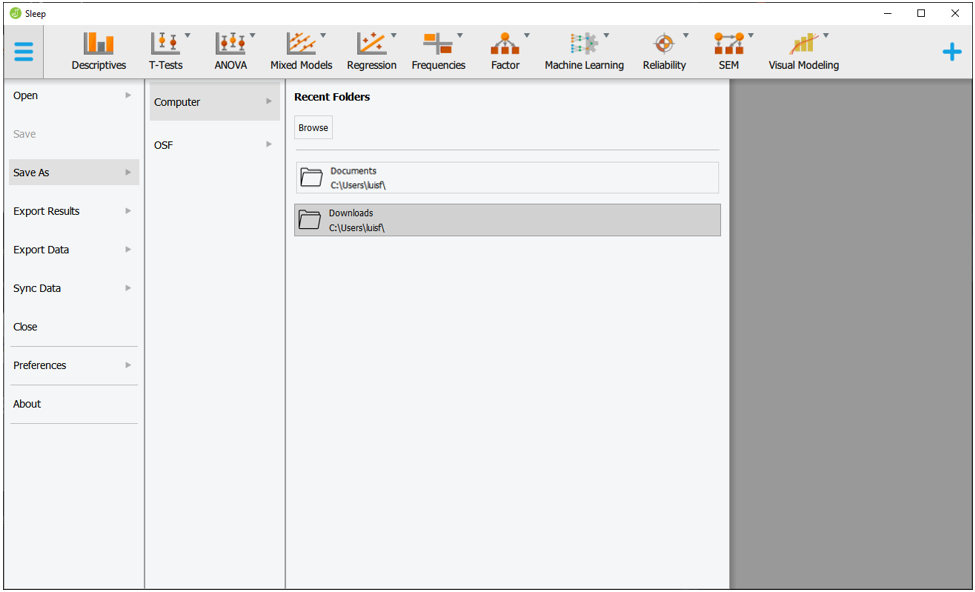 Sleep
Descriptives
T-Tests
ANOVA
Mixed Models
Regression
Frequencies
Factor
Machine Learning
Reliability
SEM
Visual Modeling
Open
Save
Save As
Export Results
Export Data
Sync Data
Close
Preferences
About
Computer
OSF
Recent Folders
Browse
Documents
C:\Users\luisf\
Downloads
C:\Users\luisf\